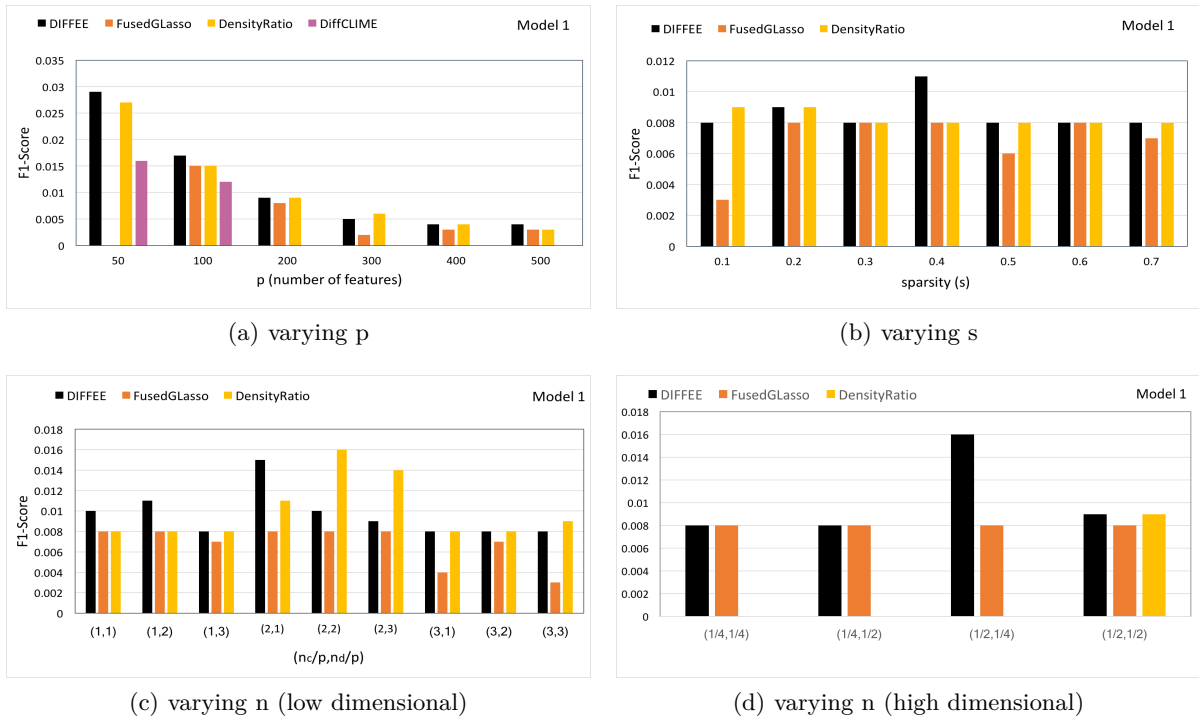 DIFFEE FusedGLasso DensityRatio DiffCLIME Model 1
0.035
0.03
0.025
0.02
0.015
0.01
0.005
0
F1-Score
50 100 200 300 400 500
p (number of features)
(a) varying p
DIFFEE FusedGLasso DensityRatio Model 1
0.012
0.01
0.008
0.006
0.004
0.002
0
F1-Score
0.1 0.2 0.3 0.4 0.5 0.6 0.7
sparsity (s)
(b) varying s
DIFFEE FusedGLasso DensityRatio Model 1
0.018
0.016
0.014
0.012
0.01
0.008
0.006
0.004
0.002
0
F1-Score
(1,1) (1,2) (1,3) (2,1) (2,2) (2,3) (3,1) (3,2) (3,3)
(nc/p,nd/p)
(c) varying n (low dimensional)
DIFFEE FusedGLasso DensityRatio Model 1
0.018
0.016
0.014
0.012
0.01
0.008
0.006
0.004
0.002
0
(1/4,1/4) (1/4,1/2) (1/2,1/4) (1/2,1/2)
(d) varying n (high dimensional)